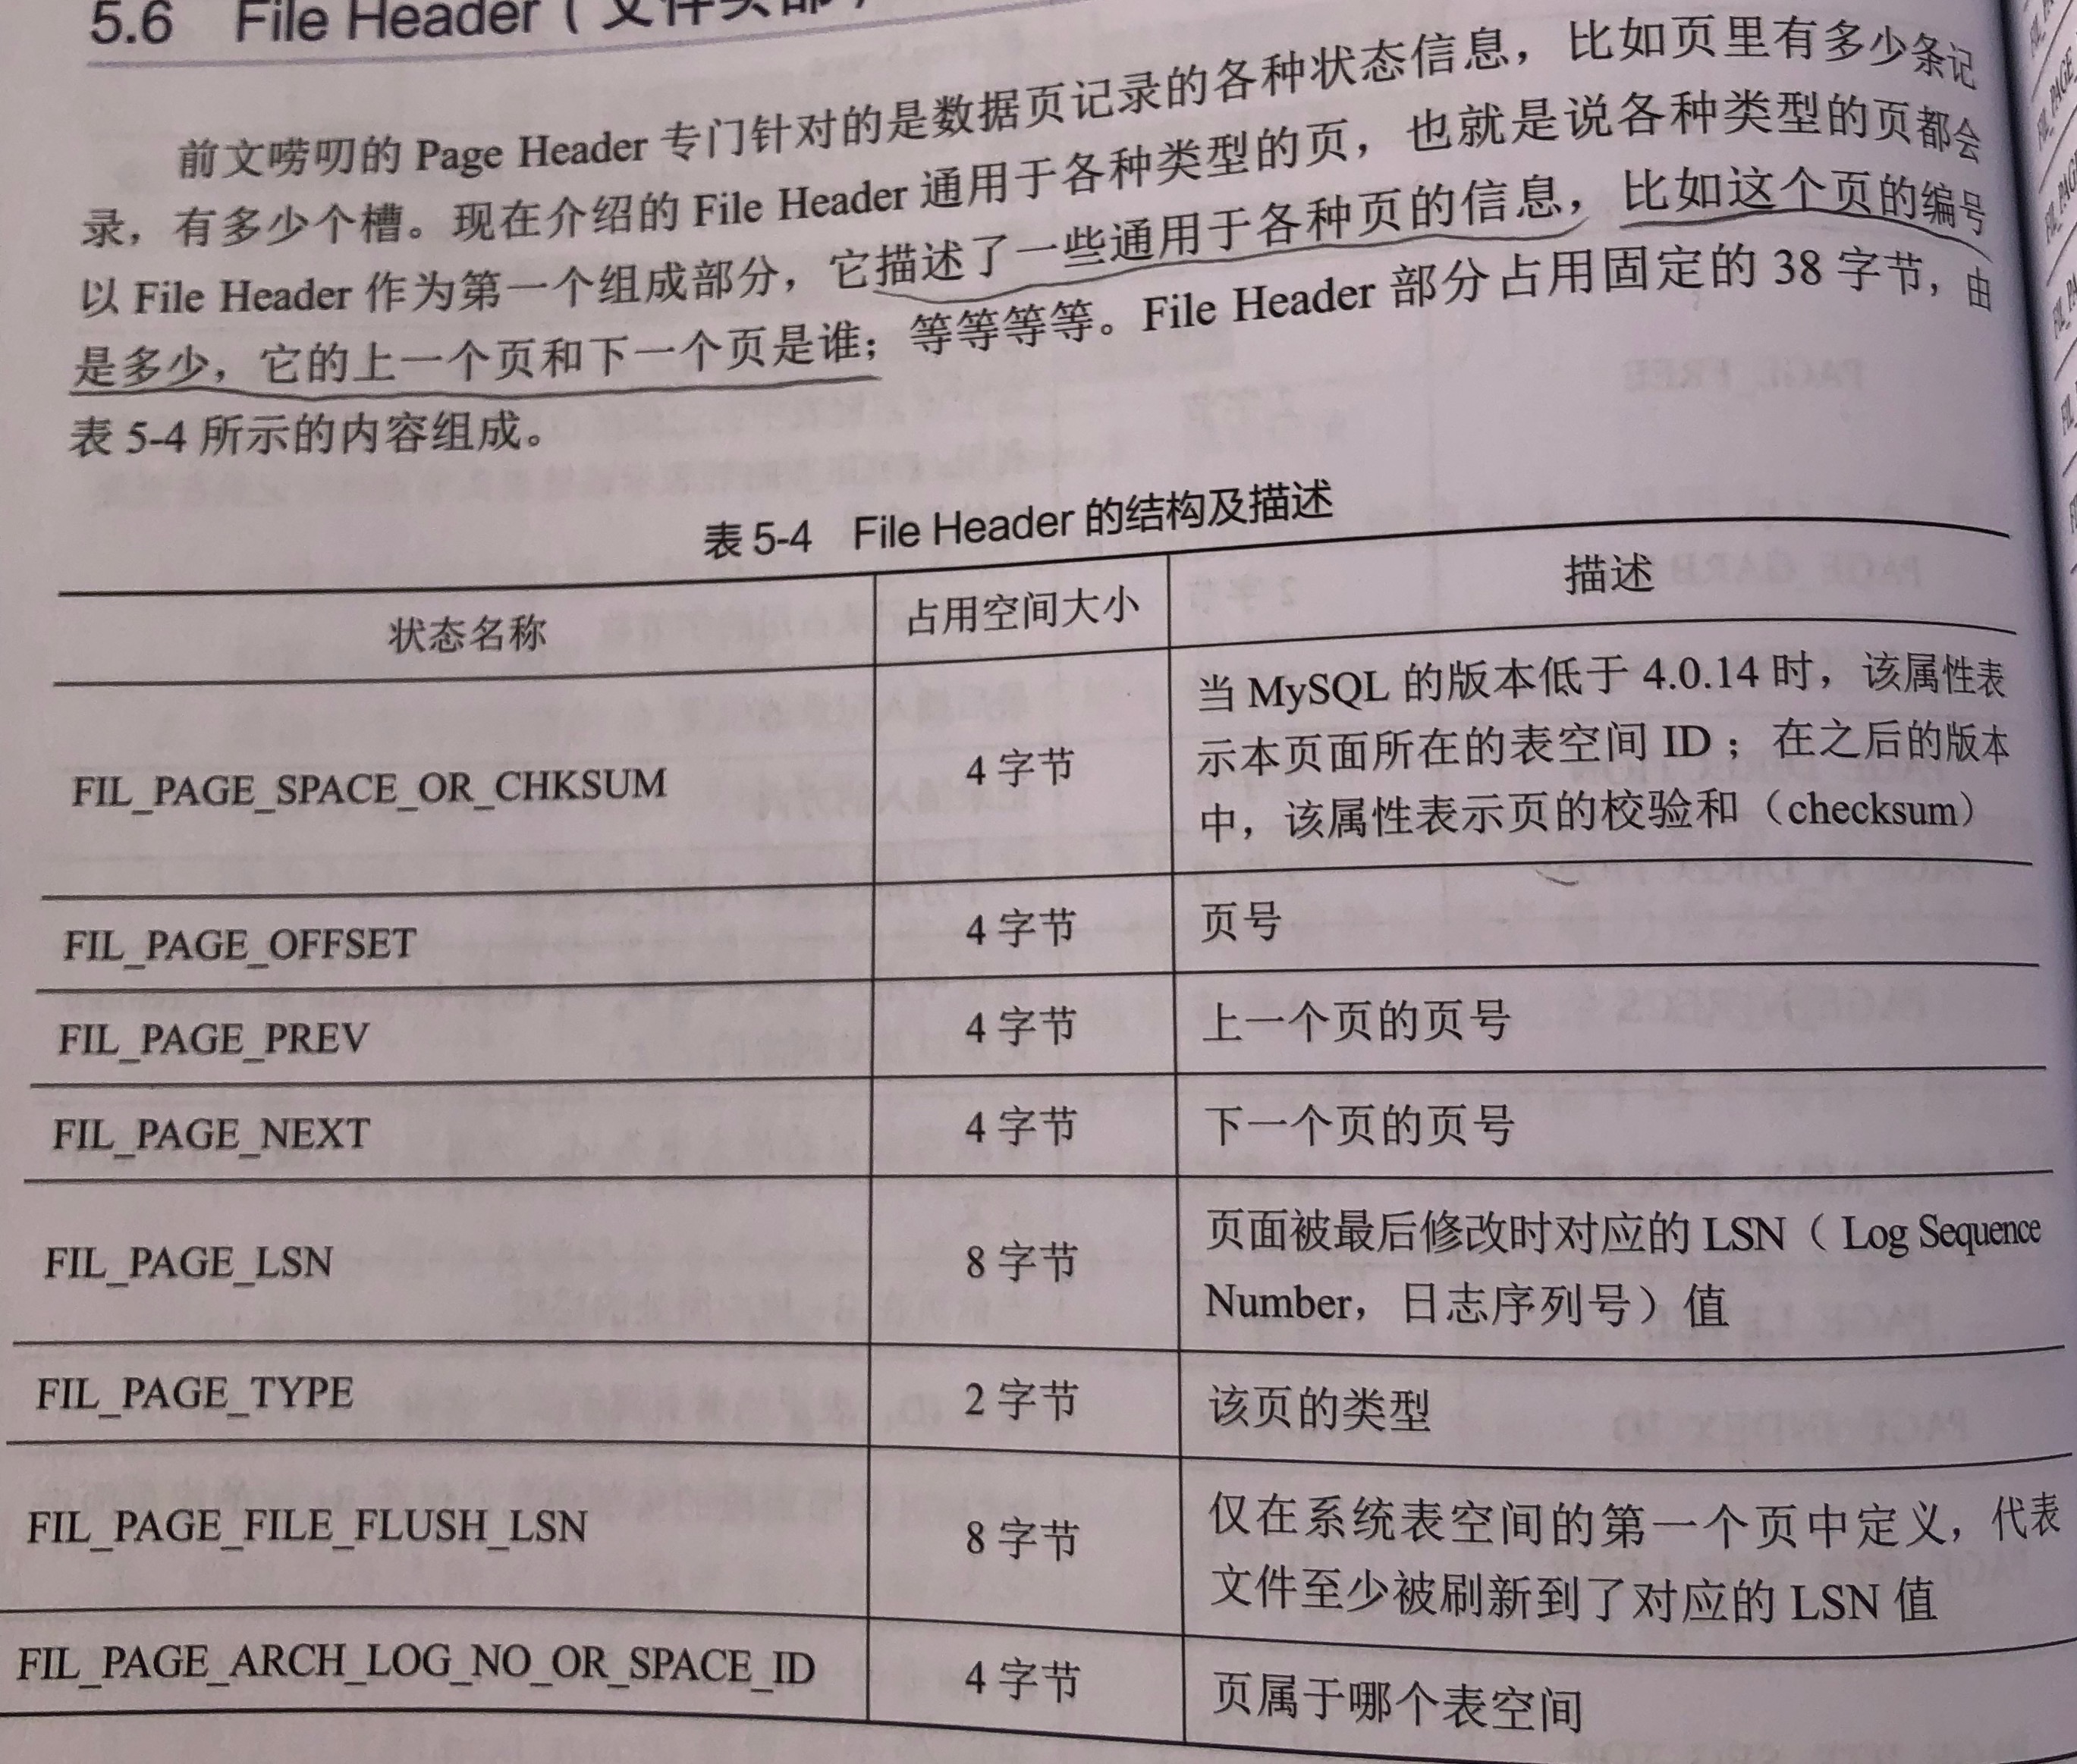 5.6 File Header（文件头部）
前文唠叨的 Page Header 专门针对的是数据页记录的各种状态信息，比如页里有多少条记
录，有多少个槽。现在介绍的 File Header 通用于各种类型的页，也就是说各种类型的页都会
以 File Header 作为第一个组成部分，它描述了一些通用于各种页的信息，比如这个页的编号
是多少，它的上一个页和下一个页是谁；等等等等。File Header 部分占用固定的 38 字节，由
表 5-4 所示的内容组成。
表 5-4 File Header 的结构及描述
状态名称 占用空间大小 描述
当 MySQL 的版本低于 4.0.14 时，该属性表
FIL_PAGE_SPACE_OR_CHKSUM 4 字节 示本页面所在的表空间 ID；在之后的版本
中，该属性表示页的校验和（checksum）
FIL_PAGE_OFFSET 4 字节 页号
FIL_PAGE_PREV 4 字节 上一个页的页号
FIL_PAGE_NEXT 4 字节 下一个页的页号
FIL_PAGE_LSN 8 字节 页面被最后修改时对应的 LSN（Log Sequence
Number，日志序列号）值
FIL_PAGE_TYPE 2 字节 该页的类型
FIL_PAGE_FILE_FLUSH_LSN 8 字节 仅在系统表空间的第一个页中定义，代表
文件至少被刷新到了对应的 LSN 值
FIL_PAGE_ARCH_LOG_NO_OR_SPACE_ID 4 字节 页属于哪个表空间